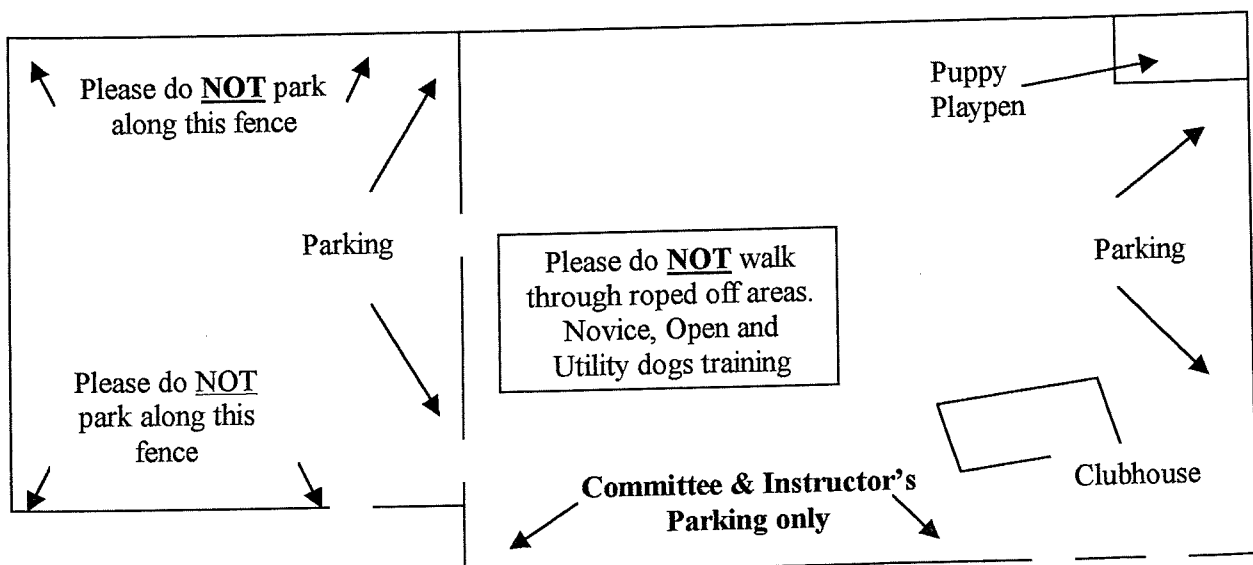 Please do NOT park
along this fence
Puppy
Playpen
Parking
Please do NOT walk
through roped off areas.
Novice, Open and
Utility dogs training
Parking
Please do NOT
park along this
fence
Committee & Instructor's
Parking only
Clubhouse